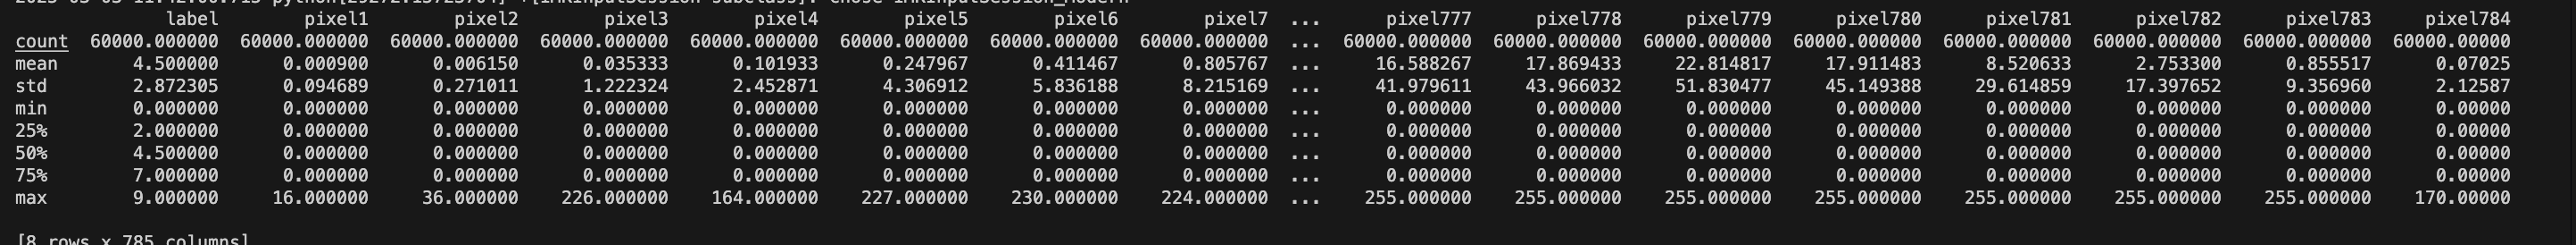 label pixel1 pixel2 pixel3 pixel4 pixel5 pixel6 pixel7 ... pixel777 pixel778 pixel779 pixel780 pixel781 pixel782 pixel783 pixel784
count 60000.000000 60000.000000 60000.000000 60000.000000 60000.000000 60000.000000 60000.000000 60000.000000 ... 60000.000000 60000.000000 60000.000000 60000.000000 60000.000000 60000.000000 60000.000000 60000.00000
mean 4.500000 0.000900 0.006150 0.035333 0.101933 0.247967 0.411467 0.805767 ... 16.588267 17.869433 22.814817 17.911483 8.520633 2.753300 0.855517 0.07025
std 2.872305 0.094689 0.271011 1.222324 2.452871 4.306912 5.836188 8.215169 ... 41.979611 43.966032 51.830477 45.149388 29.614859 17.397652 9.356960 2.12587
min 0.000000 0.000000 0.000000 0.000000 0.000000 0.000000 0.000000 0.000000 ... 0.000000 0.000000 0.000000 0.000000 0.000000 0.000000 0.000000 0.00000
25% 2.000000 0.000000 0.000000 0.000000 0.000000 0.000000 0.000000 0.000000 ... 0.000000 0.000000 0.000000 0.000000 0.000000 0.000000 0.000000 0.00000
50% 4.500000 0.000000 0.000000 0.000000 0.000000 0.000000 0.000000 0.000000 ... 0.000000 0.000000 0.000000 0.000000 0.000000 0.000000 0.000000 0.00000
75% 7.000000 0.000000 0.000000 0.000000 0.000000 0.000000 0.000000 0.000000 ... 0.000000 0.000000 0.000000 0.000000 0.000000 0.000000 0.000000 0.00000
max 9.000000 16.000000 36.000000 226.000000 164.000000 227.000000 230.000000 224.000000 ... 255.000000 255.000000 255.000000 255.000000 255.000000 255.000000 255.000000 170.00000
[8 rows x 785 columns]